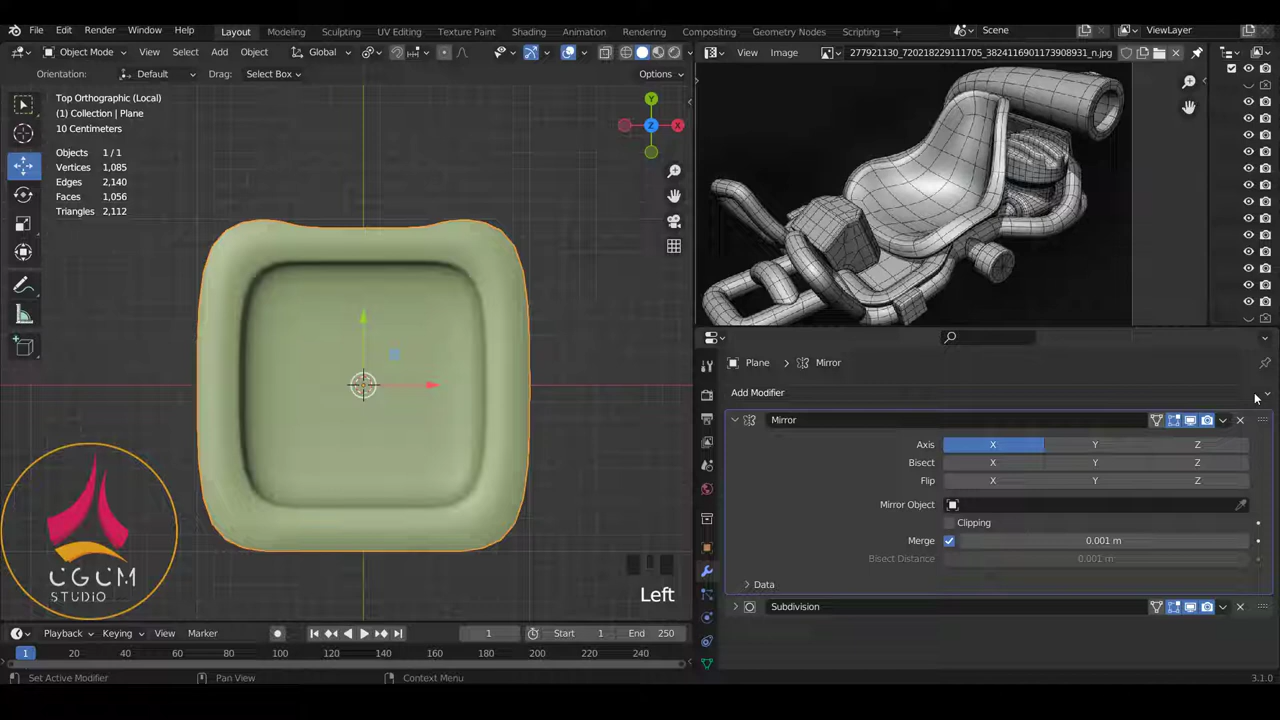 File Edit Render Window Help Layout Modeling Sculpting UV Editing Texture Paint Shading Animation Rendering Compositing Geometry Nodes Scripting Scene ViewLayer
Object Mode View Select Add Object Global View Image 277921130_720218229111705_3824116901173908931_n.jpg
Orientation: Default Drag: Select Box Options
Top Orthographic (Local)
(1) Collection | Plane
10 Centimeters
Objects 1 / 1
Vertices 1,085
Edges 2,140
Faces 1,056
Triangles 2,112
Y
Z X
Plane Mirror
Add Modifier
Mirror
Axis X Y Z
Bisect X Y Z
Flip X Y Z
Mirror Object
Clipping
Merge 0.001 m
Bisect Distance 0.001 m
Data
Subdivision
CGCM
STUDIO
Left
Playback Keying View Marker 1 Start 1 End 250
1 20 40 60 80 100 120 140 160 180 200 220 240
Set Active Modifier Pan View Context Menu 3.1.0